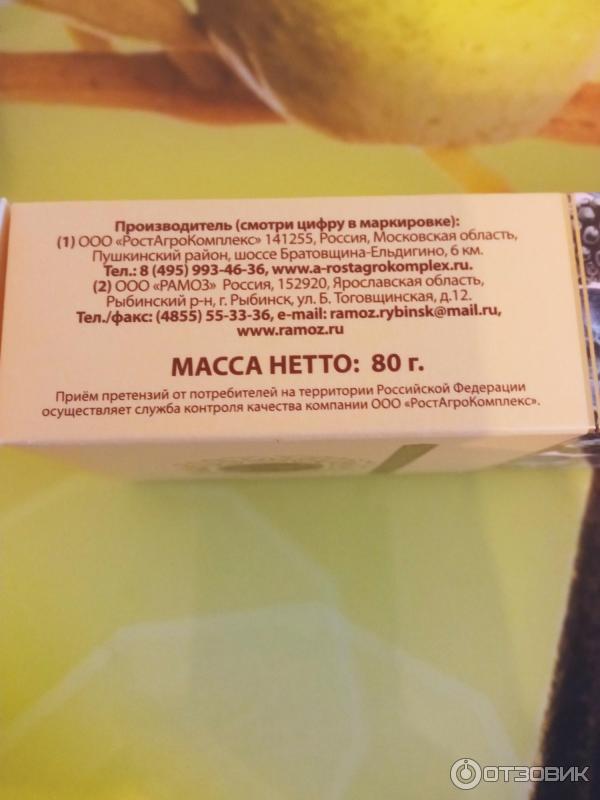 Производитель (смотри цифру в маркировке):
(1) ООО «РостАгроКомплекс» 141255, Россия, Московская область,
Пушкинский район, шоссе Братовщина-Ельдигино, 6 км.
Тел.: 8 (495) 993-46-36, www.a-rostagrokomplex.ru.
(2) ООО «РАМОЗ» Россия, 152920, Ярославская область,
Рыбинский р-н, г. Рыбинск, ул. Б. Тоговщинская, д.12.
Тел./факс: (4855) 55-33-36, e-mail: ramoz.rybinsk@mail.ru,
www.ramoz.ru
МАССА НЕТТО: 80 г.
Приём претензий от потребителей на территории Российской Федерации
осуществляет служба контроля качества компании ООО «РостАгроКомплекс».
ОТЗОВИК